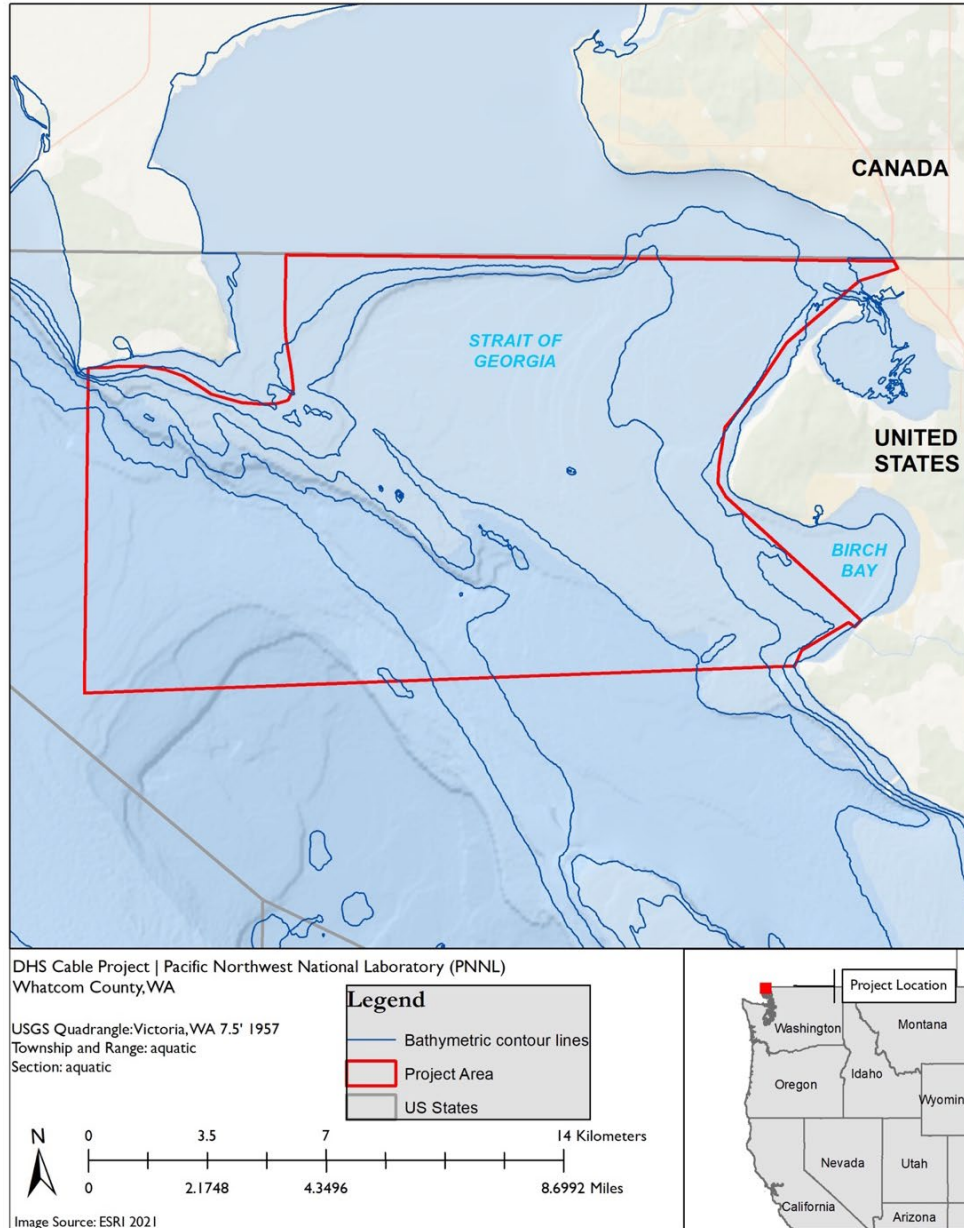 CANADA
STRAIT OF
GEORGIA
UNITED
STATES
BIRCH
BAY
DHS Cable Project | Pacific Northwest National Laboratory (PNNL)
Whatcom County, WA
USGS Quadrangle: Victoria, WA 7.5' 1957
Township and Range: aquatic
Section: aquatic
Legend
Bathymetric contour lines
Project Area
US States
N
0 3.5 7 14 Kilometers
0 2.1748 4.3496 8.6992 Miles
Image Source: ESRI 2021
Project Location
Washington
Montana
Oregon
Idaho
Wyomin
Nevada
Utah
California
Arizona